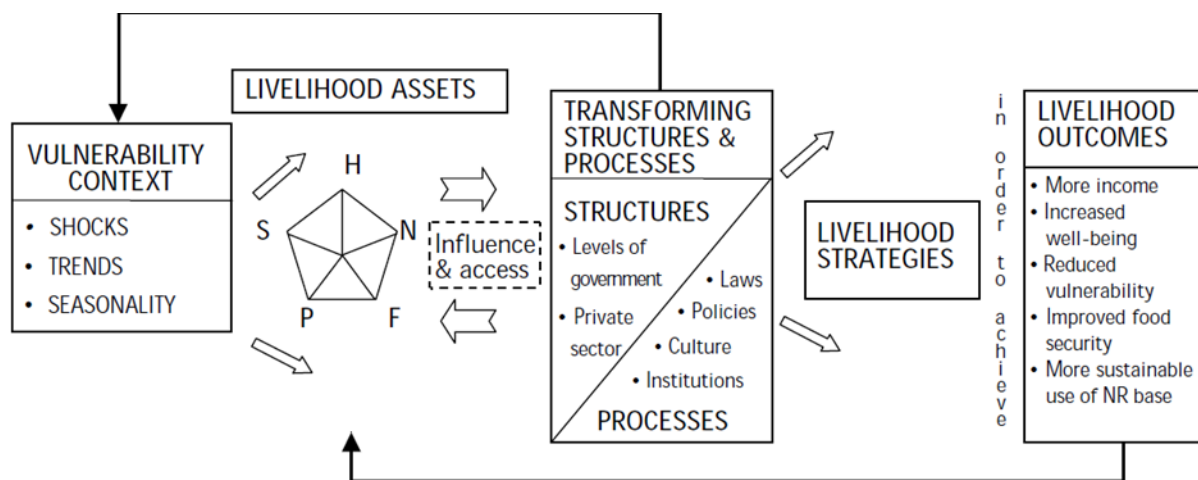 LIVELIHOOD ASSETS
VULNERABILITY
CONTEXT
• SHOCKS
• TRENDS
• SEASONALITY
H
S
N
P
F
Influence
& access
TRANSFORMING
STRUCTURES &
PROCESSES
STRUCTURES
• Levels of
government
• Private
sector
• Laws
• Policies
• Culture
• Institutions
PROCESSES
LIVELIHOOD
STRATEGIES
in order to achieve
LIVELIHOOD
OUTCOMES
• More income
• Increased
well-being
• Reduced
vulnerability
• Improved food
security
• More sustainable
use of NR base